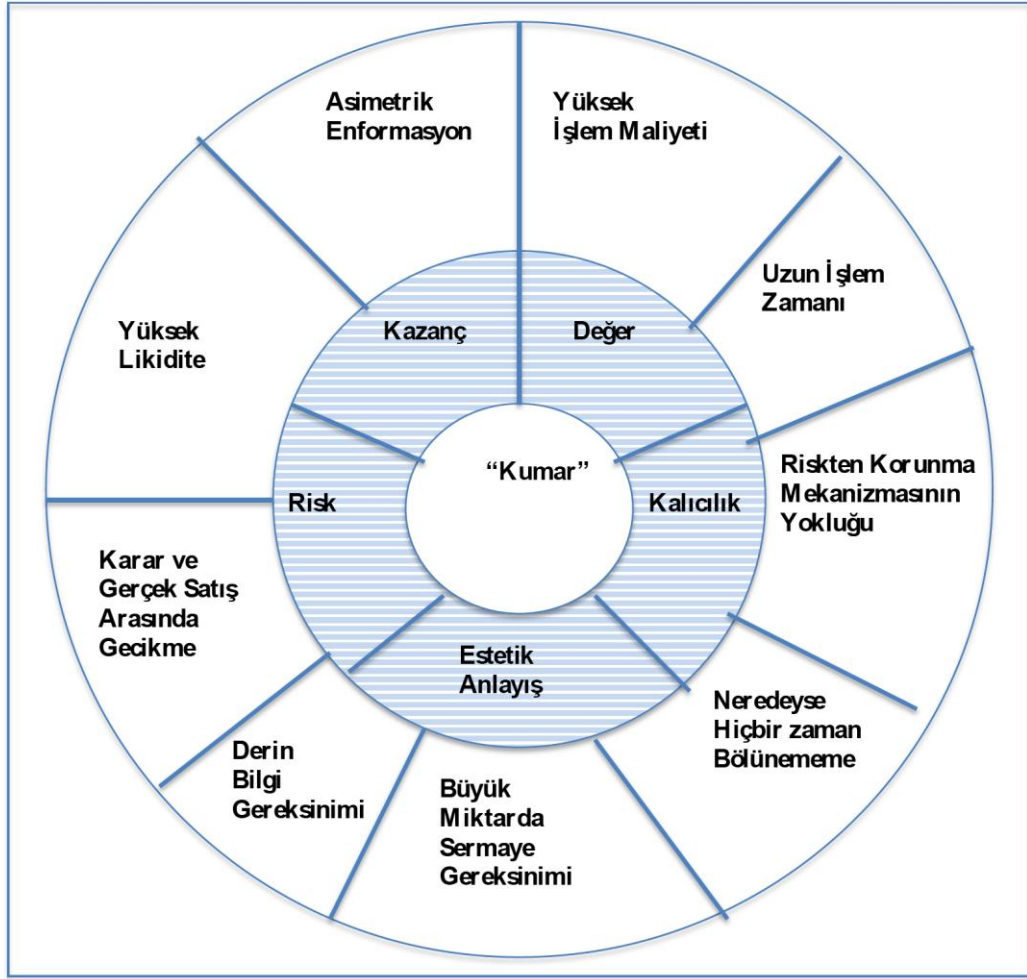 Asimetrik
Enformasyon
Yüksek
İşlem Maliyeti
Uzun İşlem
Zamanı
Yüksek
Likidite
Kazanç
Değer
“Kumar”
Risk
Kalıcılık
Riskten Korunma
Mekanizmasının
Yokluğu
Karar ve
Gerçek Satış
Arasında
Gecikme
Estetik
Anlayış
Neredeyse
Hiçbir zaman
Bölünememe
Derin
Bilgi
Gereksinimi
Büyük
Miktarda
Sermaye
Gereksinimi